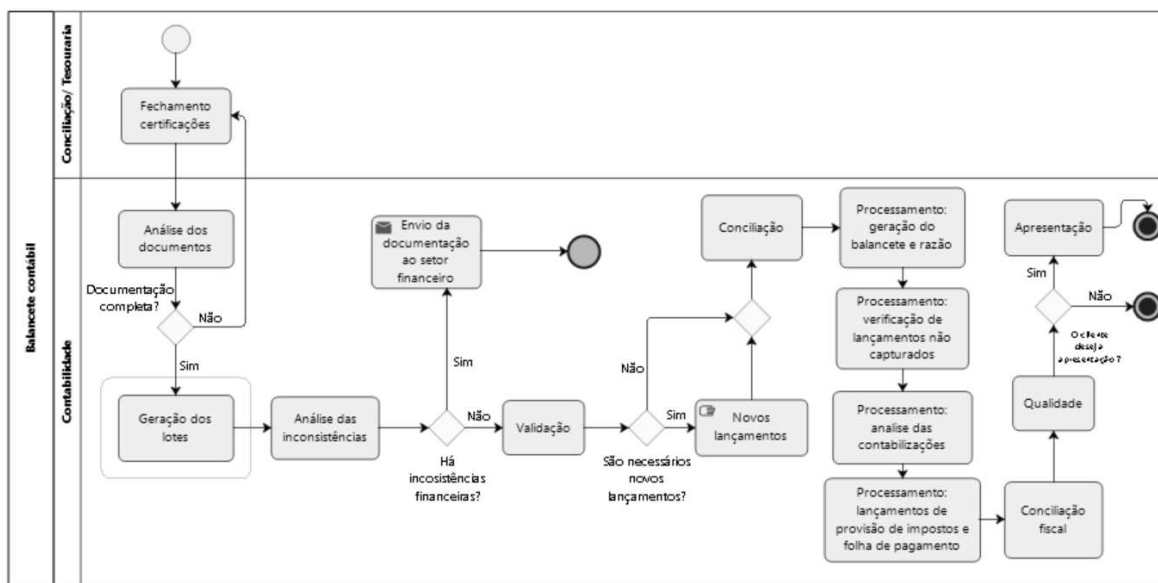 Balancete contábil
Conciliação/ Tesouraria
Fechamento
certificações
Contabilidade
Análise dos
documentos
Documentação
completa?
Não
Sim
Geração dos
lotes
Análise das
inconsistências
Há
incosistências
financeiras?
Sim
Não
Envio da
documentação
ao setor
financeiro
Validação
São necessários
novos
lançamentos?
Não
Sim
Novos
lançamentos
Conciliação
Processamento:
geração do
balancete e razão
Processamento:
verificação de
lançamentos não
capturados
Processamento:
analise das
contabilizações
Processamento:
lançamentos de
provisão de impostos e
folha de pagamento
Conciliação
fiscal
Qualidade
O cliente
deseja
apresentação?
Sim
Não
Apresentação